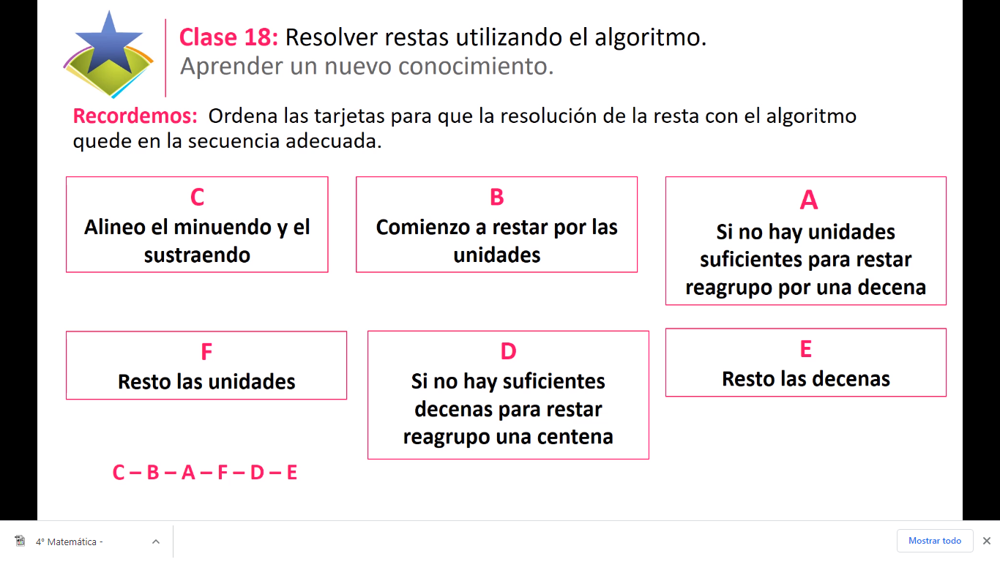 Clase 18: Resolver restas utilizando el algoritmo.
Aprender un nuevo conocimiento.
Recordemos: Ordena las tarjetas para que la resolución de la resta con el algoritmo
quede en la secuencia adecuada.
C
Alineo el minuendo y el
sustraendo
B
Comienzo a restar por las
unidades
A
Si no hay unidades
suficientes para restar
reagrupo por una decena
F
Resto las unidades
D
Si no hay suficientes
decenas para restar
reagrupo una centena
E
Resto las decenas
C – B – A – F – D – E
4° Matemática -
Mostrar todo